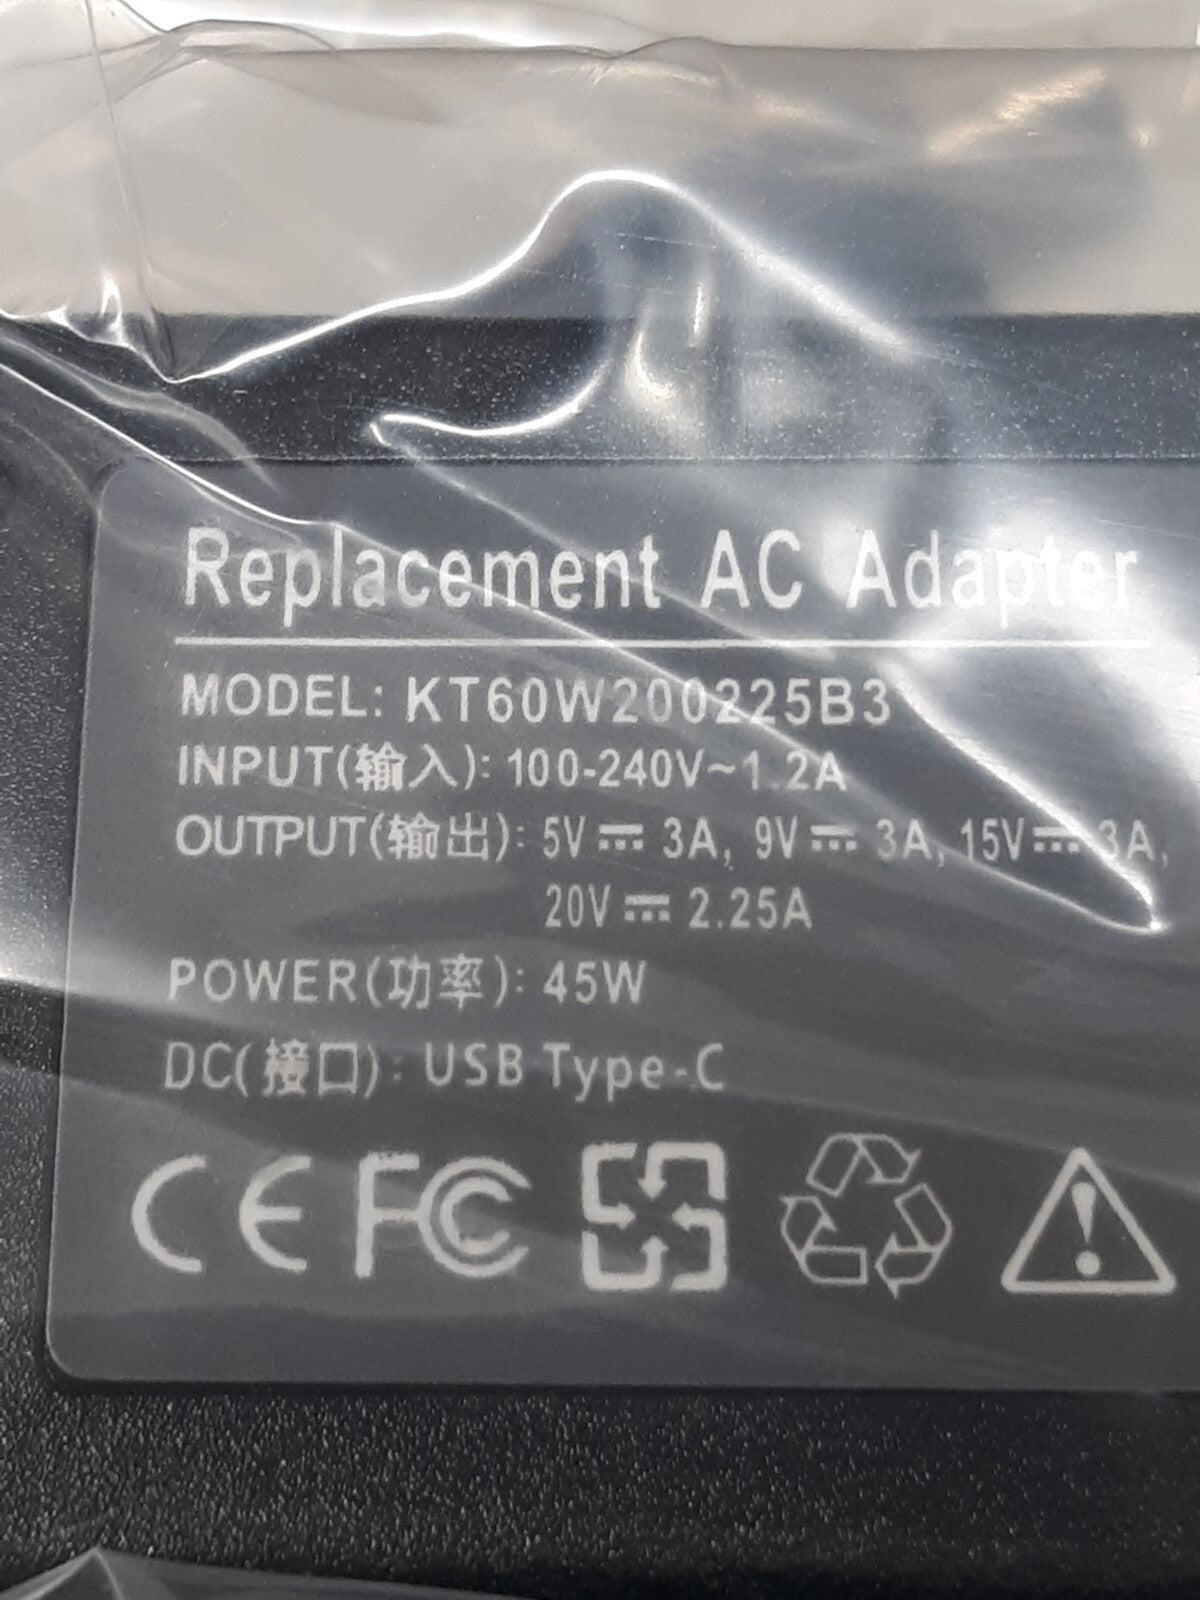 Replacement AC Adapter
MODEL: KT60W200225B3
INPUT(输入): 100-240V~1.2A
OUTPUT(输出): 5V⎓3A, 9V⎓3A, 15V⎓3A,
20V⎓2.25A
POWER(功率): 45W
DC(接口): USB Type-C
CE FC